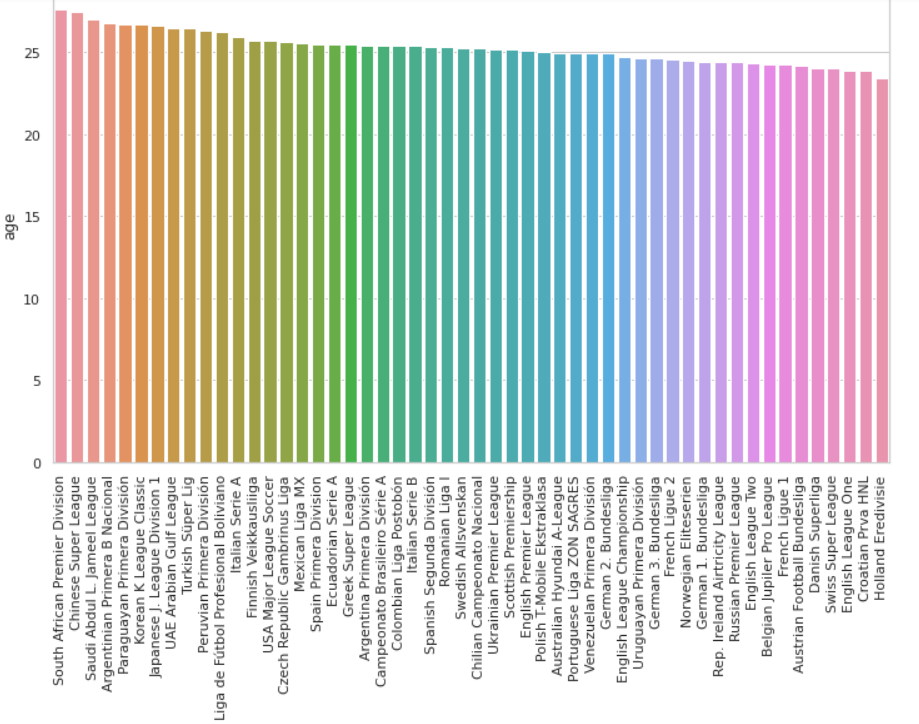 25
20
15
10
5
0
age
South African Premier Division
Chinese Super League
Saudi Abdul L. Jameel League
Argentinian Primera B Nacional
Paraguayan Primera División
Korean K League Classic
Japanese J. League Division 1
UAE Arabian Gulf League
Turkish Süper Lig
Peruvian Primera División
Liga de Fútbol Profesional Boliviano
Italian Serie A
Finnish Veikkausliiga
USA Major League Soccer
Czech Republic Gambrinus Liga
Mexican Liga MX
Spain Primera División
Ecuadorian Serie A
Greek Super League
Argentina Primera División
Campeonato Brasileiro Série A
Colombian Liga Postobón
Italian Serie B
Spanish Segunda División
Romanian Liga I
Swedish Allsvenskan
Chilian Campeonato Nacional
Ukrainian Premier League
Scottish Premiership
English Premier League
Polish T-Mobile Ekstraklasa
Australian Hyundai A-League
Portuguese Liga ZON SAGRES
Venezuelan Primera División
German 2. Bundesliga
English League Championship
Uruguayan Primera División
German 3. Bundesliga
French Ligue 2
Norwegian Eliteserien
German 1. Bundesliga
Rep. Ireland Airtricity League
Russian Premier League
English League Two
Belgian Jupiler Pro League
French Ligue 1
Austrian Football Bundesliga
Danish Superliga
Swiss Super League
English League One
Croatian Prva HNL
Holland Eredivisie